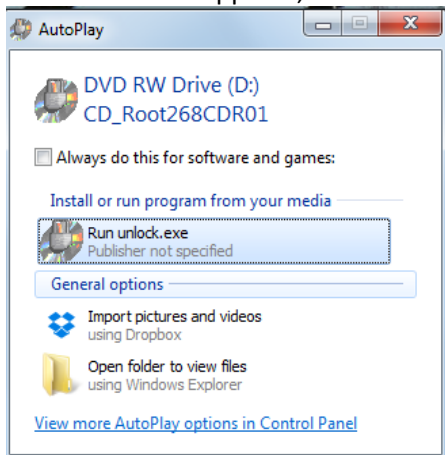 AutoPlay
DVD RW Drive (D:)
CD_Root268CDR01
Always do this for software and games:
Install or run program from your media
Run unlock.exe
Publisher not specified
General options
Import pictures and videos
using Dropbox
Open folder to view files
using Windows Explorer
View more AutoPlay options in Control Panel